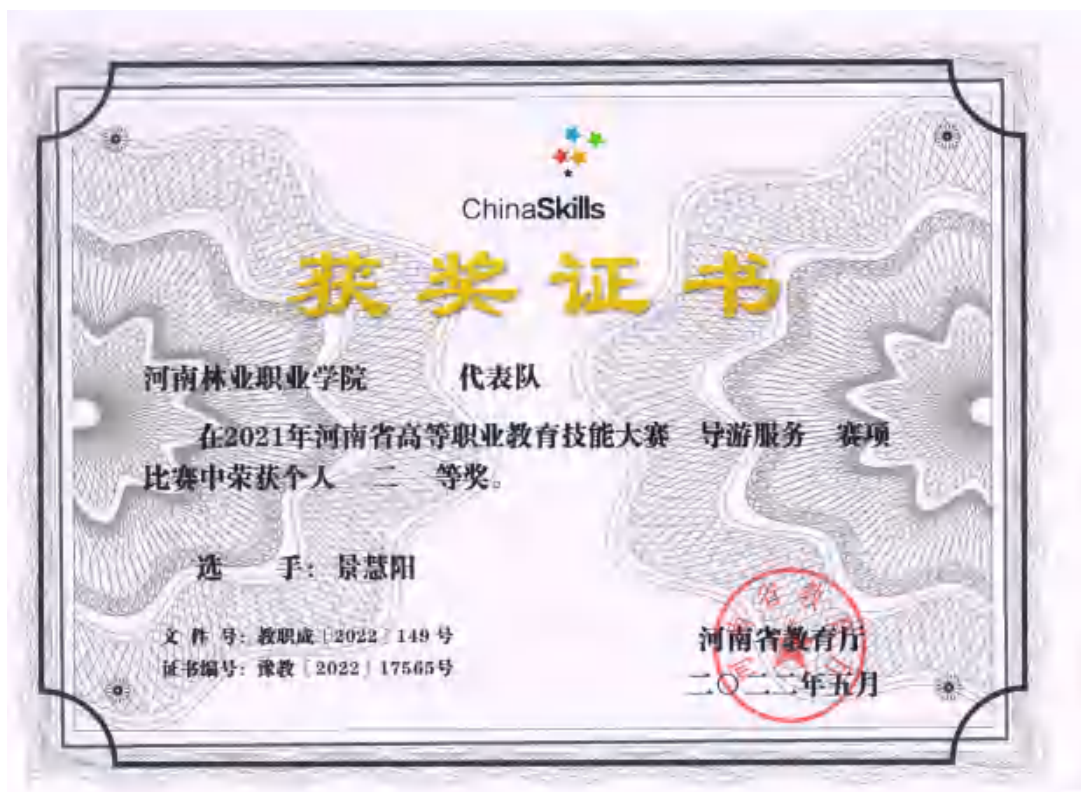 ChinaSkills
获奖证书
河南林业职业学院 代表队
在2021年河南省高等职业教育技能大赛 导游服务 赛项
比赛中荣获个人 二 等奖。
选 手：景慧阳
文 件 号：教职成〔2022〕149号
证书编号：豫教〔2022〕17565号
河南省教育厅
二〇二二年五月